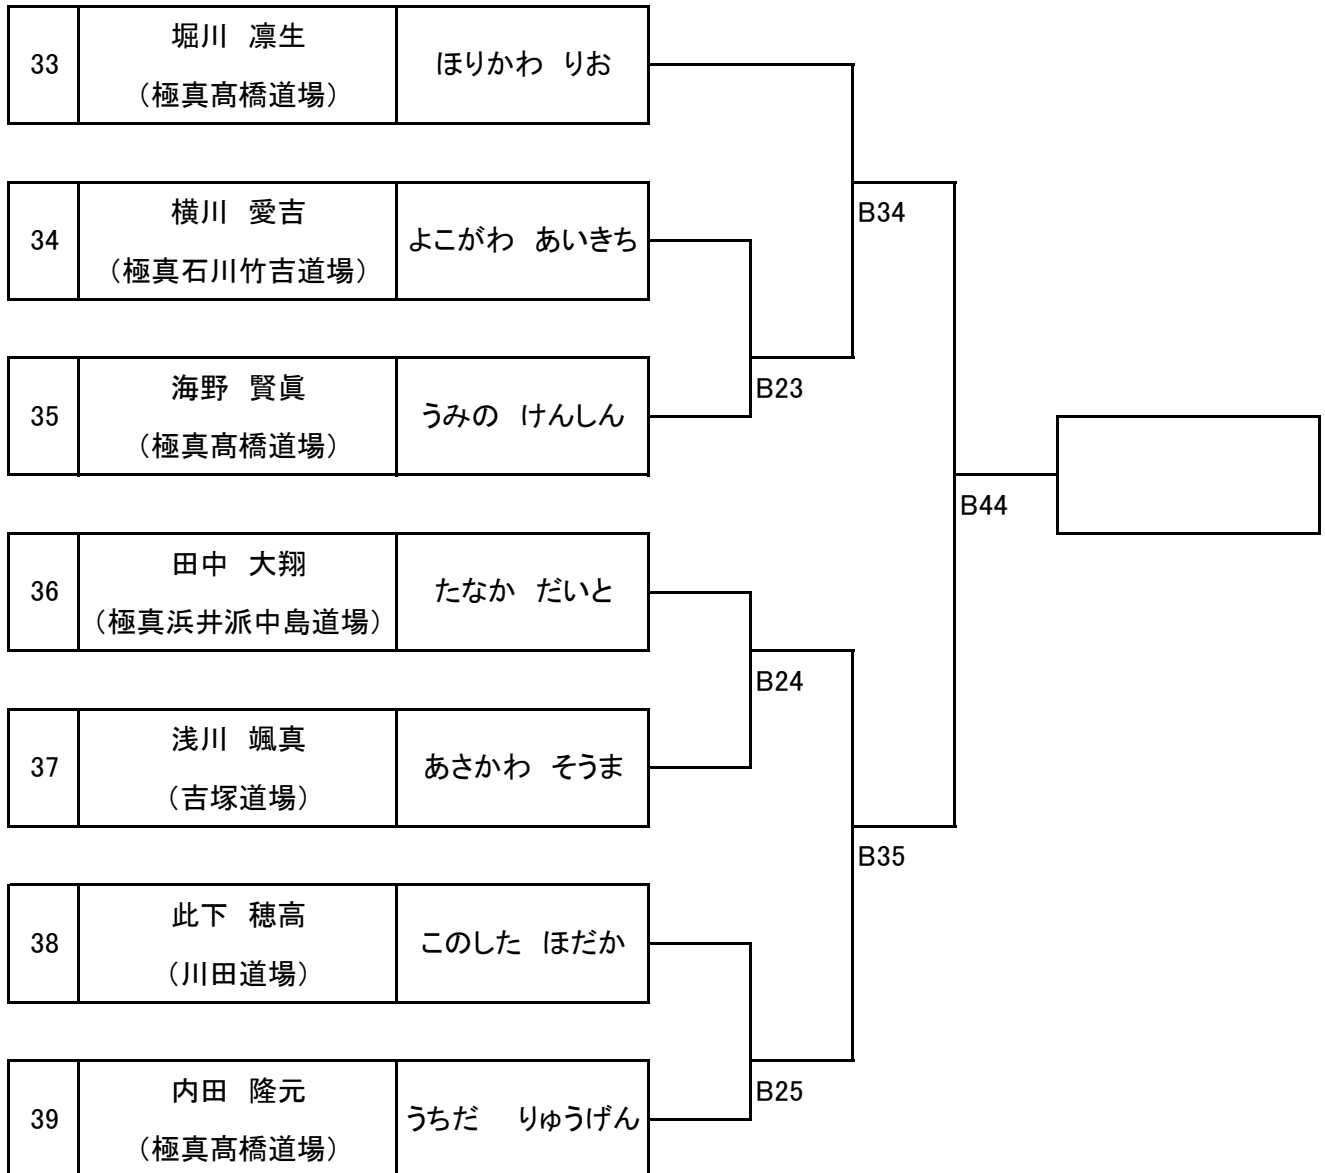 33
堀川　凛生
（極真髙橋道場）
ほりかわ　りお
34
横川　愛吉
（極真石川竹吉道場）
よこがわ　あいきち
B34
35
海野　賢眞
（極真髙橋道場）
うみの　けんしん
B23
B44
36
田中　大翔
（極真浜井派中島道場）
たなか　だいと
B24
37
浅川　颯真
（吉塚道場）
あさかわ　そうま
B35
38
此下　穂高
（川田道場）
このした　ほだか
39
内田　隆元
（極真髙橋道場）
うちだ　りゅうげん
B25